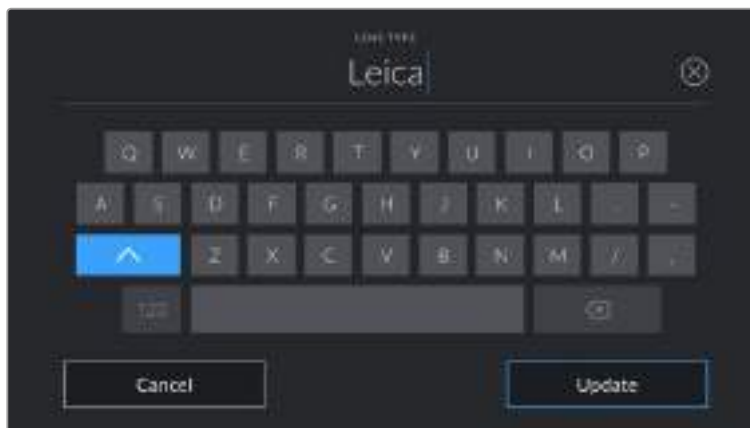 LENS TYPE
Leica
Q W E R T Y U I O P
A S D F G H J K L . -
Z X C V B N M / ,
123
Cancel Update